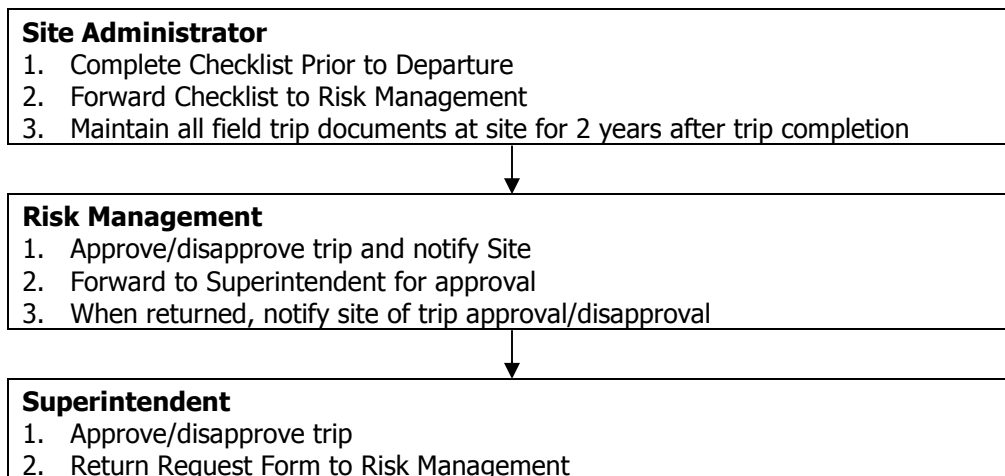 Site Administrator
1. Complete Checklist Prior to Departure
2. Forward Checklist to Risk Management
3. Maintain all field trip documents at site for 2 years after trip completion
Risk Management
1. Approve/disapprove trip and notify Site
2. Forward to Superintendent for approval
3. When returned, notify site of trip approval/disapproval
Superintendent
1. Approve/disapprove trip
2. Return Request Form to Risk Management